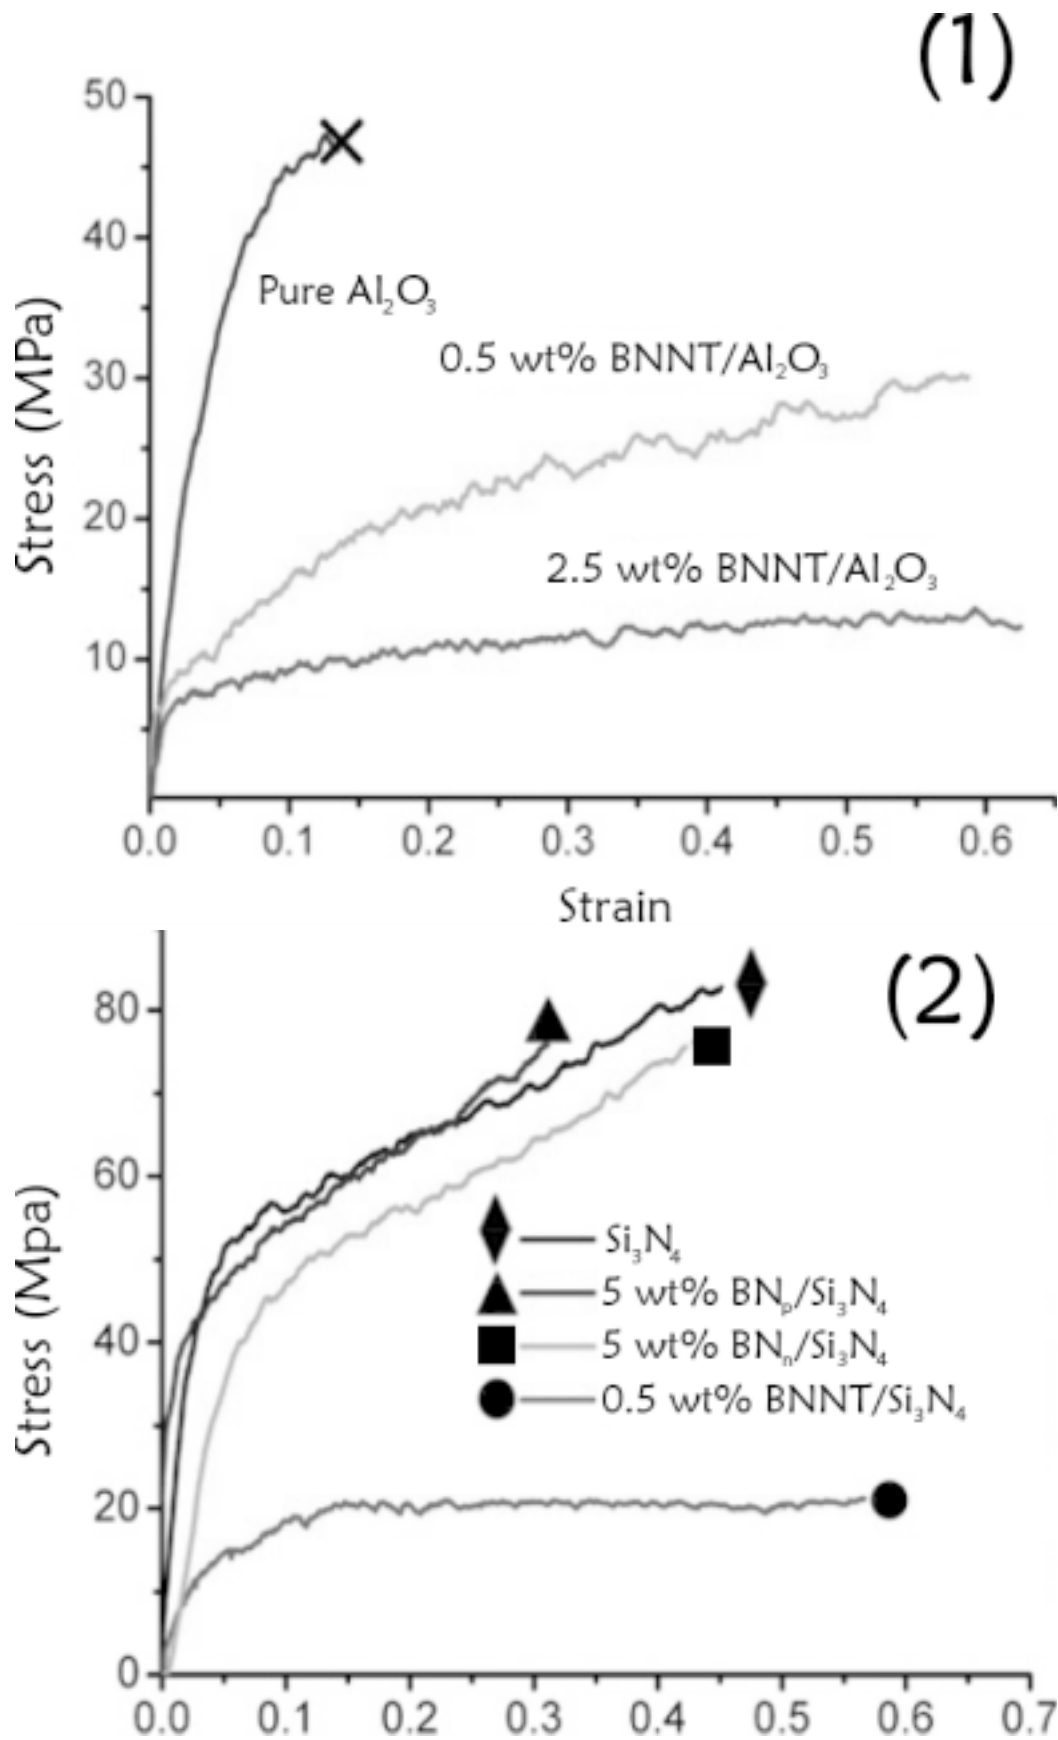 (1)
50
40
Pure Al₂O₃
0.5 wt% BNNT/Al₂O₃
30
20
2.5 wt% BNNT/Al₂O₃
10
Stress (MPa)
0.0 0.1 0.2 0.3 0.4 0.5 0.6
Strain
(2)
80
60
Si₃N₄
5 wt% BNₚ/Si₃N₄
40
5 wt% BNₙ/Si₃N₄
0.5 wt% BNNT/Si₃N₄
20
0
Stress (Mpa)
0.0 0.1 0.2 0.3 0.4 0.5 0.6 0.7